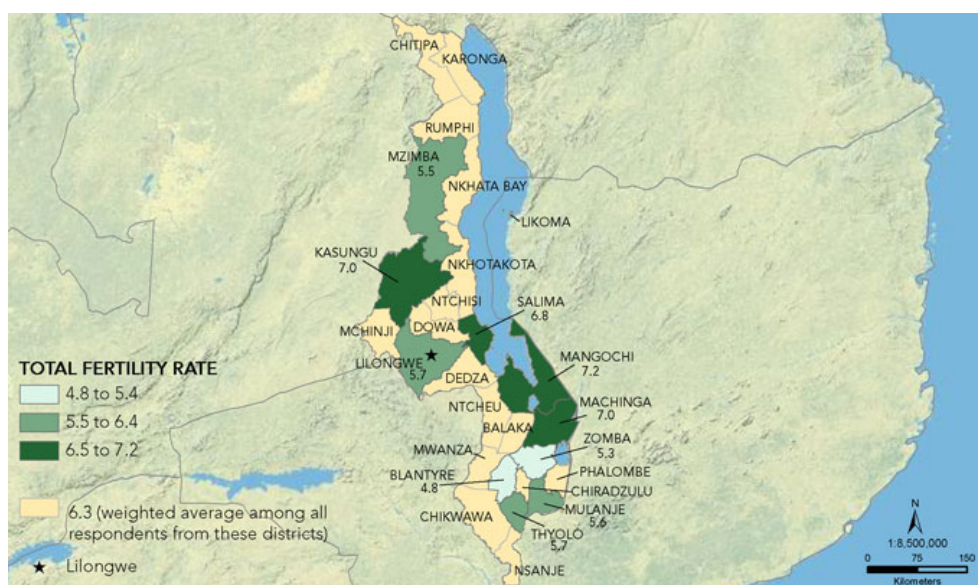 CHITIPA
KARONGA
RUMPHI
MZIMBA
5.5
NKHATA BAY
LIKOMA
KASUNGU
7.0
NKHOTAKOTA
NTCHISI
SALIMA
6.8
DOWA
MCHINJI
LILONGWE
5.7
MANGOCHI
7.2
DEDZA
MACHINGA
7.0
NTCHEU
BALAKA
ZOMBA
5.3
MWANZA
PHALOMBE
BLANTYRE
4.8
CHIRADZULU
MULANJE
5.6
CHIKWAWA
THYOLO
5.7
NSANJE
TOTAL FERTILITY RATE
4.8 to 5.4
5.5 to 6.4
6.5 to 7.2
6.3 (weighted average among all
respondents from these districts)
Lilongwe
N
1:8,500,000
0 75 150
Kilometers